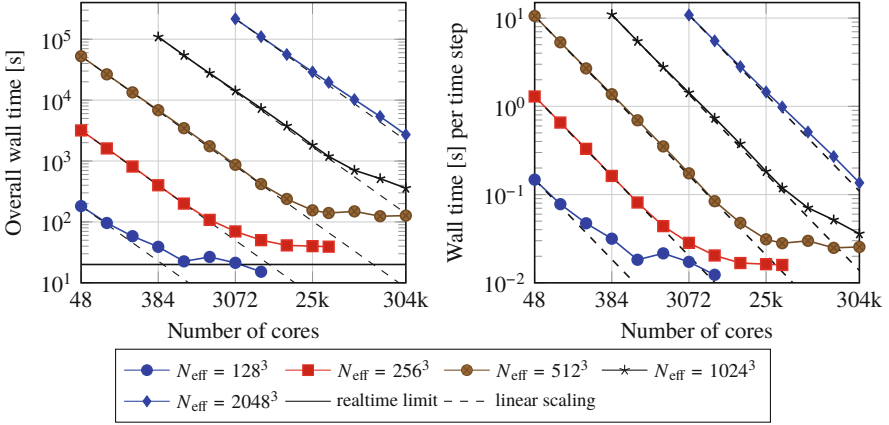 Overall wall time [s]
10^5
10^4
10^3
10^2
10^1
48
384
3072
25k
304k
Number of cores
Wall time [s] per time step
10^1
10^0
10^−1
10^−2
48
384
3072
25k
304k
Number of cores
N_eff = 128^3
N_eff = 256^3
N_eff = 512^3
N_eff = 1024^3
N_eff = 2048^3
realtime limit
linear scaling